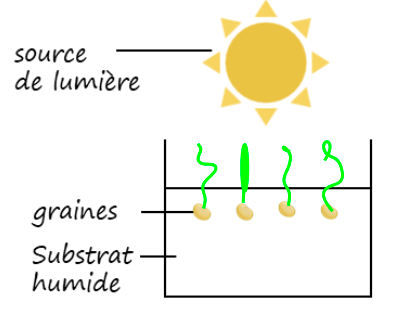 source
de lumière
graines
Substrat
humide